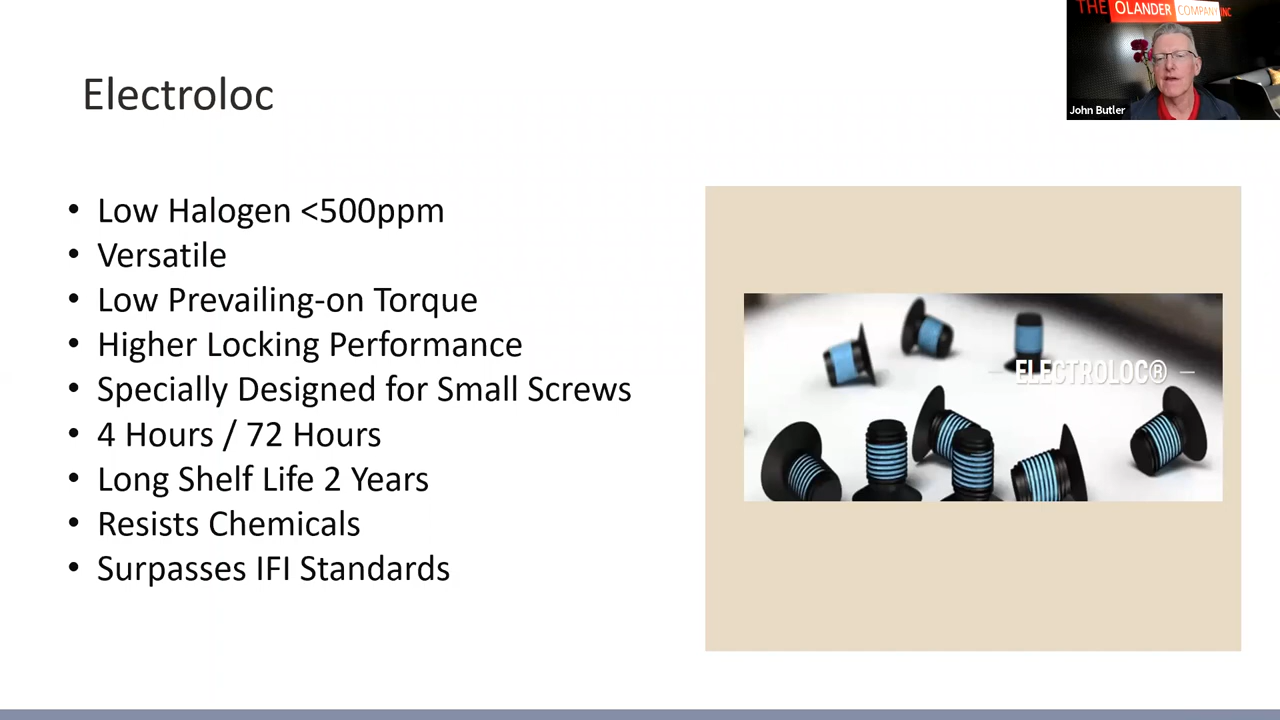 THE OLANDER COMPANY INC
John Butler
Electroloc
• Low Halogen <500ppm
• Versatile
• Low Prevailing-on Torque
• Higher Locking Performance
• Specially Designed for Small Screws
• 4 Hours / 72 Hours
• Long Shelf Life 2 Years
• Resists Chemicals
• Surpasses IFI Standards
— ELECTROLOC® —